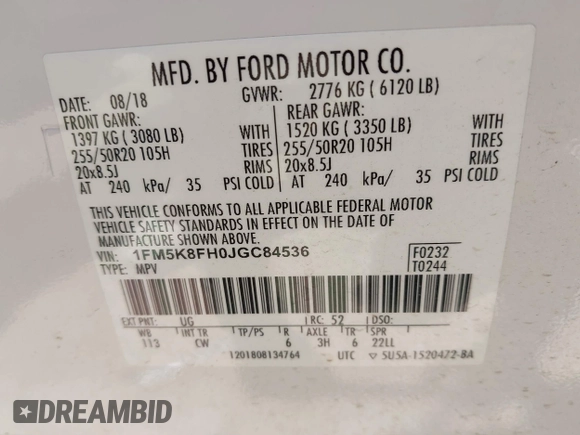 MFD. BY FORD MOTOR CO.
DATE: 08/18 GVWR: 2776 KG ( 6120 LB)
FRONT GAWR: REAR GAWR:
1397 KG ( 3080 LB) WITH 1520 KG ( 3350 LB) WITH
255/50R20 105H TIRES 255/50R20 105H TIRES
20x8.5J RIMS 20x8.5J RIMS
AT 240 kPa/ 35 PSI COLD AT 240 kPa/ 35 PSI COLD
THIS VEHICLE CONFORMS TO ALL APPLICABLE FEDERAL MOTOR
VEHICLE SAFETY STANDARDS IN EFFECT ON THE DATE OF
MANUFACTURE SHOWN ABOVE.
VIN: 1FM5K8FH0JGC84536 F0232
TYPE: MPV T0244
EXT PNT: UG RC: 52 DSO:
WB INT TR TP/PS R AXLE TR SPR
113 CW 6 3H 6 22LL
1201808134764 UTC 5U5A-1520472-BA
DREAMBID